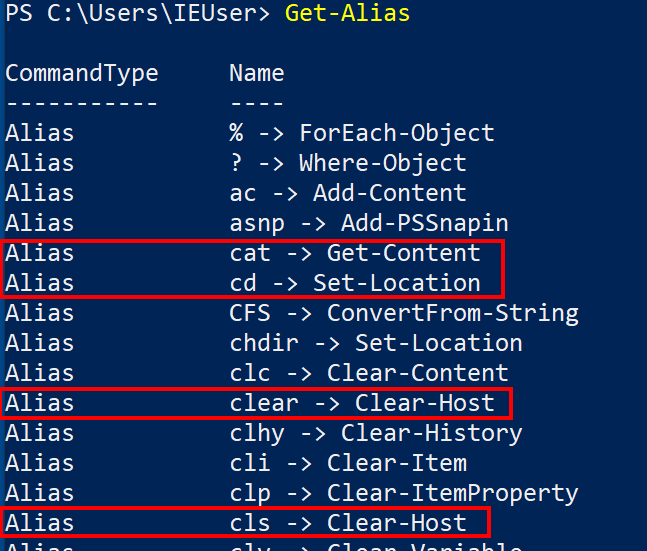 PS C:\Users\IEUser> Get-Alias
CommandType Name
----------- ----
Alias % -> ForEach-Object
Alias ? -> Where-Object
Alias ac -> Add-Content
Alias asnp -> Add-PSSnapin
Alias cat -> Get-Content
Alias cd -> Set-Location
Alias CFS -> ConvertFrom-String
Alias chdir -> Set-Location
Alias clc -> Clear-Content
Alias clear -> Clear-Host
Alias clhy -> Clear-History
Alias cli -> Clear-Item
Alias clp -> Clear-ItemProperty
Alias cls -> Clear-Host
Alias clv -> Clear-Variable